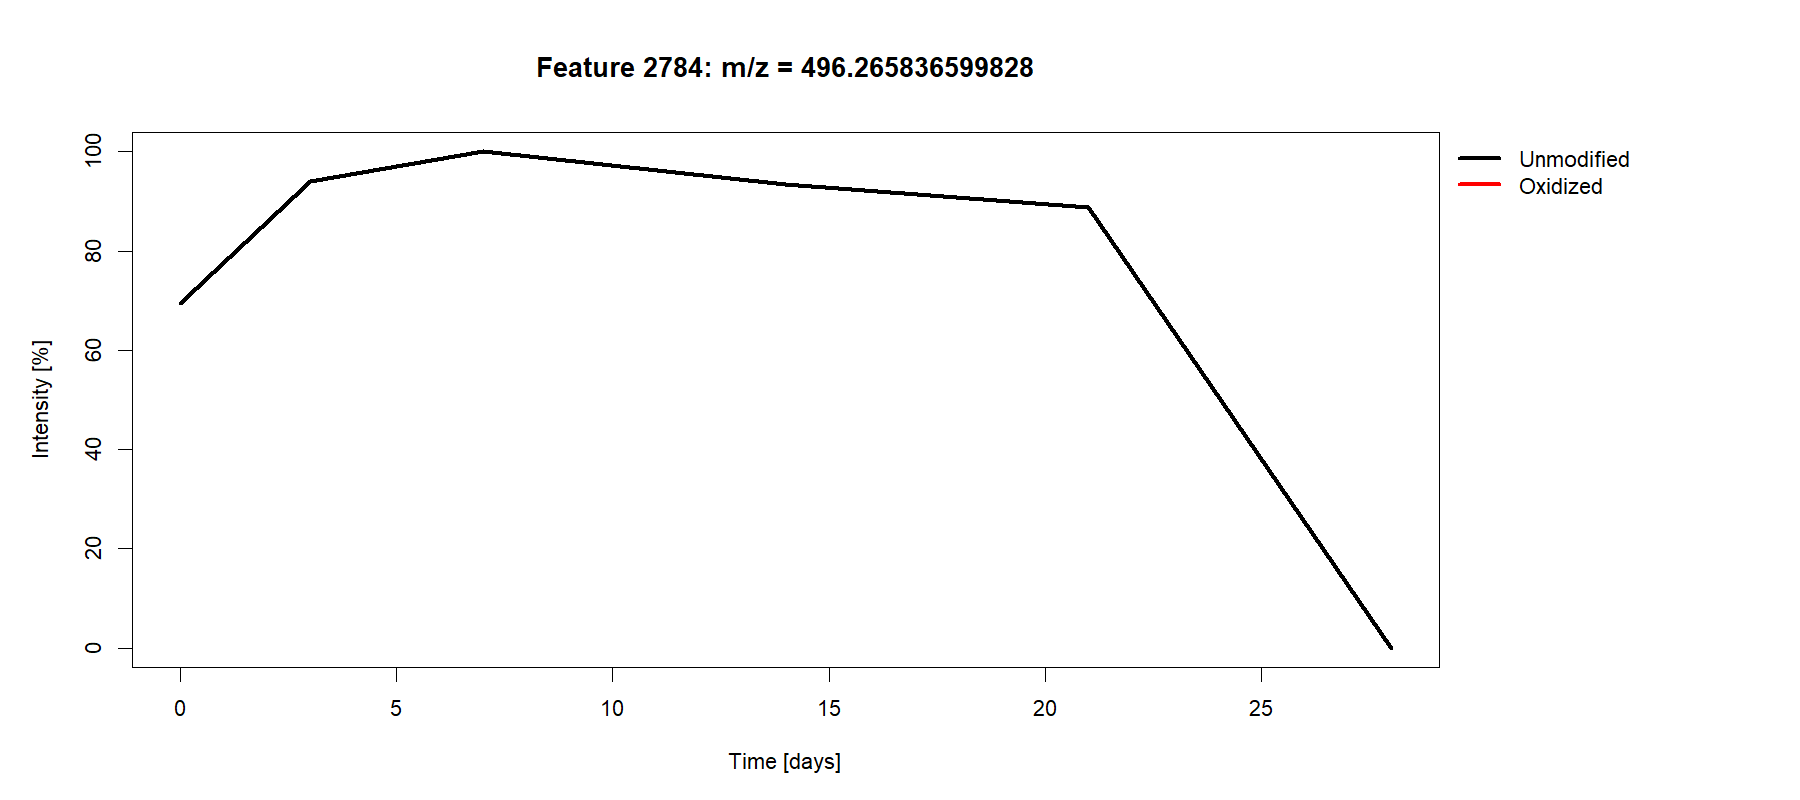 Feature 2784: m/z = 496.265836599828
Unmodified
Oxidized
Intensity [%]
100
80
60
40
20
0
0 5 10 15 20 25
Time [days]